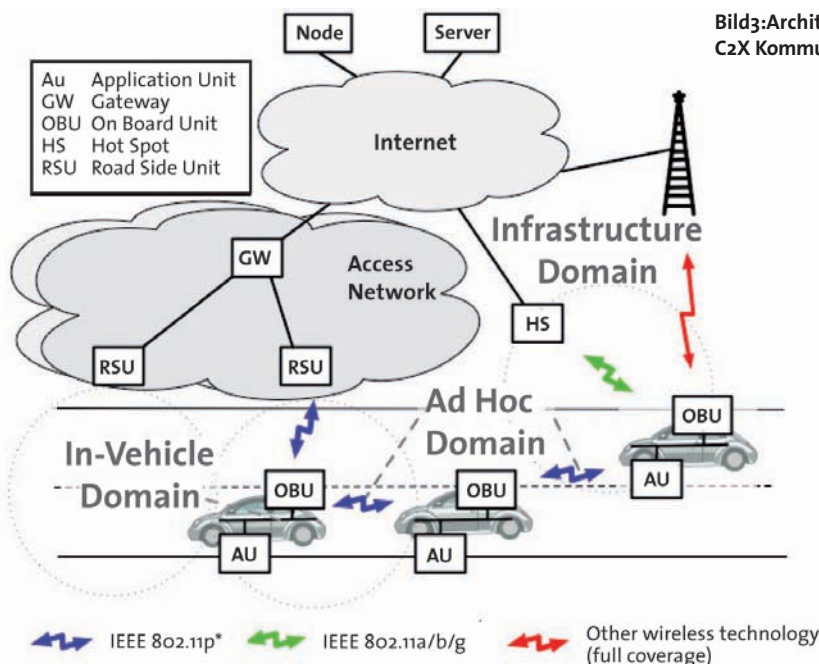 Bild3:Archit
C2X Kommu
Node
Server
Au Application Unit
GW Gateway
OBU On Board Unit
HS Hot Spot
RSU Road Side Unit
Internet
Infrastructure
Domain
GW
Access
Network
HS
RSU
RSU
Ad Hoc
Domain
OBU
In-Vehicle
Domain
OBU
OBU
AU
AU
AU
IEEE 802.11p*
IEEE 802.11a/b/g
Other wireless technology
(full coverage)